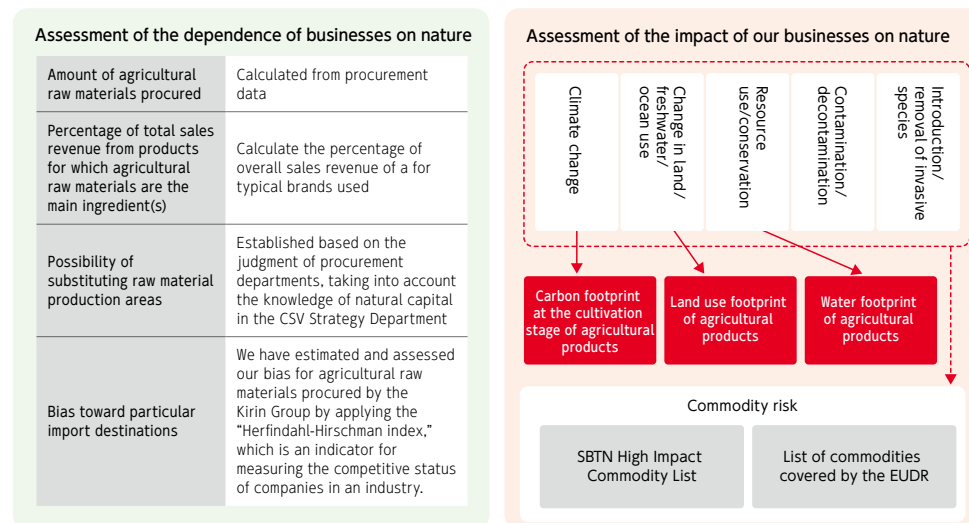 Assessment of the dependence of businesses on nature
Amount of agricultural
raw materials procured
Calculated from procurement
data
Percentage of total sales
revenue from products
for which agricultural
raw materials are the
main ingredient(s)
Calculate the percentage of
overall sales revenue of a for
typical brands used
Possibility of
substituting raw material
production areas
Established based on the
judgment of procurement
departments, taking into account
the knowledge of natural capital
in the CSV Strategy Department
Bias toward particular
import destinations
We have estimated and assessed
our bias for agricultural raw
materials procured by the
Kirin Group by applying the
“Herfindahl-Hirschman index,”
which is an indicator for
measuring the competitive status
of companies in an industry.
Assessment of the impact of our businesses on nature
Climate change
Change in land/
freshwater/
ocean use
Resource
use/conservation
Contamination/
decontamination
Introduction/
removal of invasive
species
Carbon footprint
at the cultivation
stage of agricultural
products
Land use footprint
of agricultural
products
Water footprint
of agricultural
products
Commodity risk
SBTN High Impact
Commodity List
List of commodities
covered by the EUDR